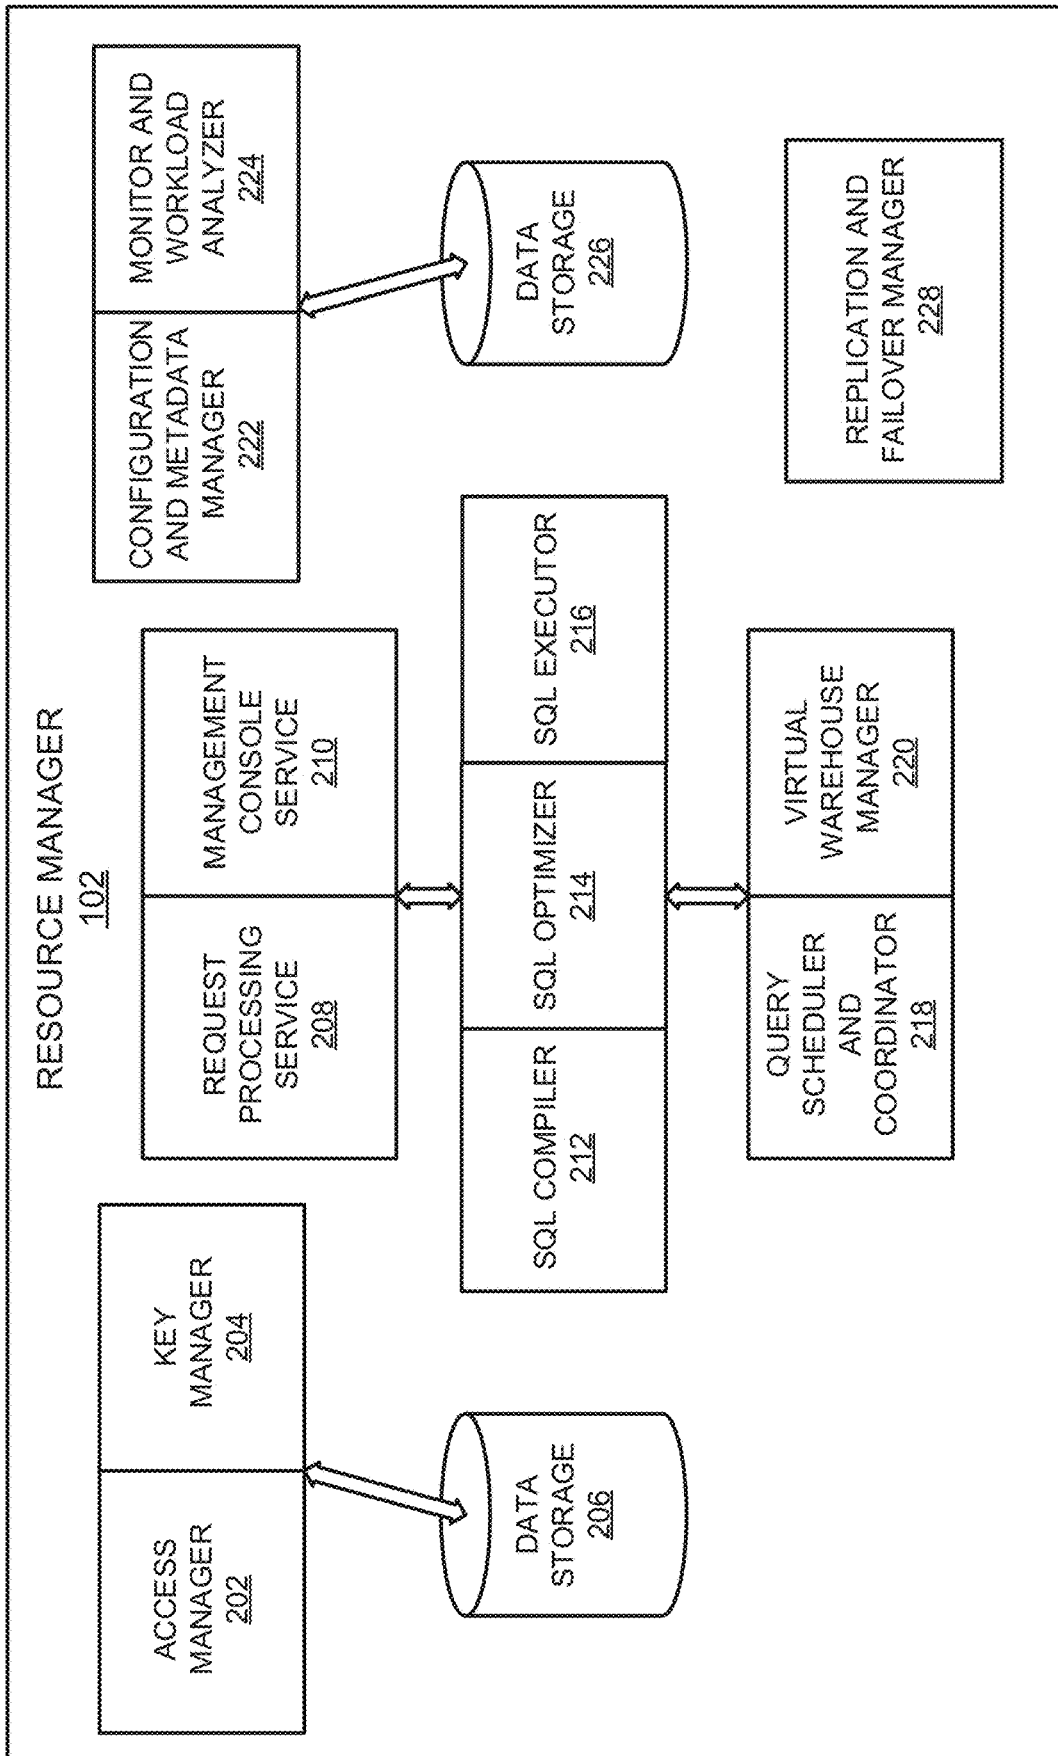 RESOURCE MANAGER
102
ACCESS
MANAGER
202
KEY
MANAGER
204
DATA
STORAGE
206
REQUEST
PROCESSING
SERVICE
208
MANAGEMENT
CONSOLE
SERVICE
210
SQL COMPILER
212
SQL OPTIMIZER
214
SQL EXECUTOR
216
QUERY
SCHEDULER
AND
COORDINATOR
218
VIRTUAL
WAREHOUSE
MANAGER
220
CONFIGURATION
AND METADATA
MANAGER
222
MONITOR AND
WORKLOAD
ANALYZER
224
DATA
STORAGE
226
REPLICATION AND
FAILOVER MANAGER
228